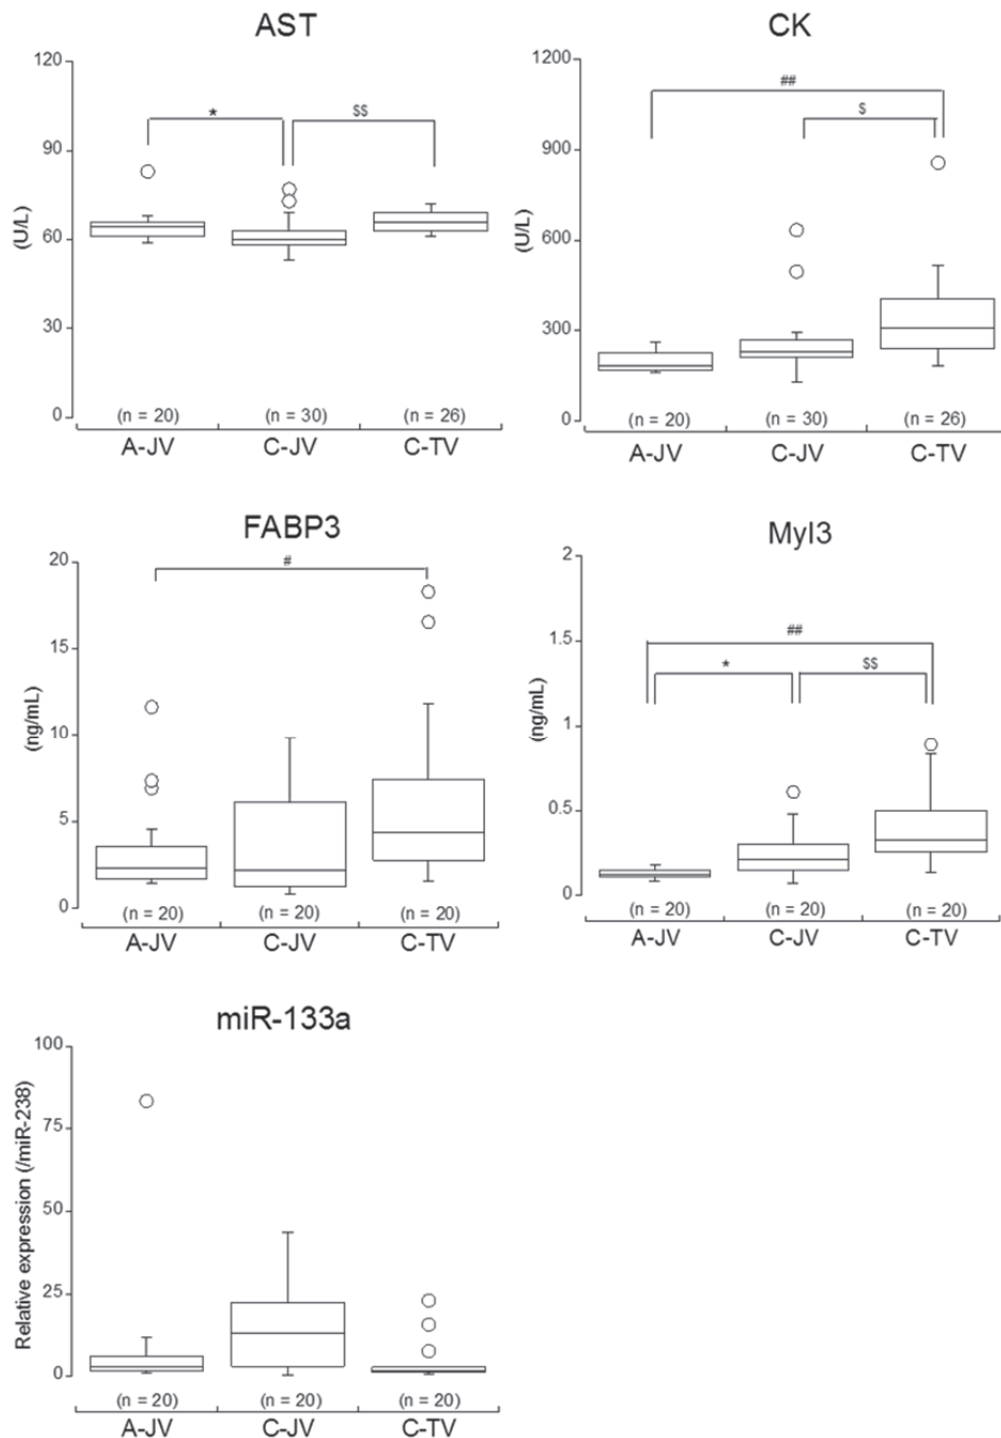 AST
120
90
60
30
0
(U/L)
*
$$
(n = 20)
(n = 30)
(n = 26)
A-JV
C-JV
C-TV
CK
1200
900
600
300
0
(U/L)
##
$
(n = 20)
(n = 30)
(n = 26)
A-JV
C-JV
C-TV
FABP3
20
15
10
5
0
(ng/mL)
#
(n = 20)
(n = 20)
(n = 20)
A-JV
C-JV
C-TV
Myl3
2
1.5
1
0.5
0
(ng/mL)
##
*
$$
(n = 20)
(n = 20)
(n = 20)
A-JV
C-JV
C-TV
miR-133a
100
75
50
25
0
Relative expression (/miR-238)
(n = 20)
(n = 20)
(n = 20)
A-JV
C-JV
C-TV